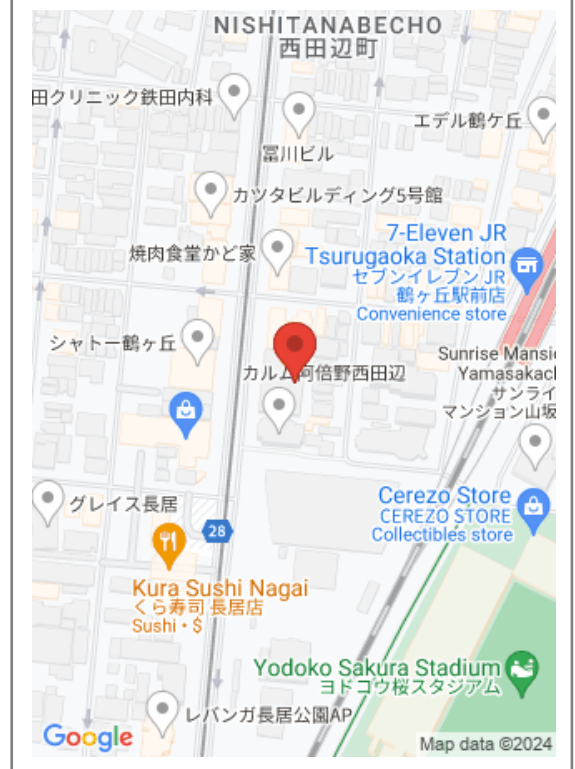 NISHITANABECHO
西田辺町
田クリニック鉄田内科
エデル鶴ケ丘
冨川ビル
カツタビルディング5号館
7-Eleven JR
Tsurugaoka Station
セブンイレブン JR
鶴ヶ丘駅前店
Convenience store
焼肉食堂かど家
シャトー鶴ヶ丘
Sunrise Mansi
Yamasakacl
サンライ
マンション山坂
カルム阿倍野西田辺
グレイス長居
Cerezo Store
CEREZO STORE
Collectibles store
28
Kura Sushi Nagai
くら寿司 長居店
Sushi • $
Yodoko Sakura Stadium
ヨドコウ桜スタジアム
レバンガ長居公園AP
Google
Map data ©2024